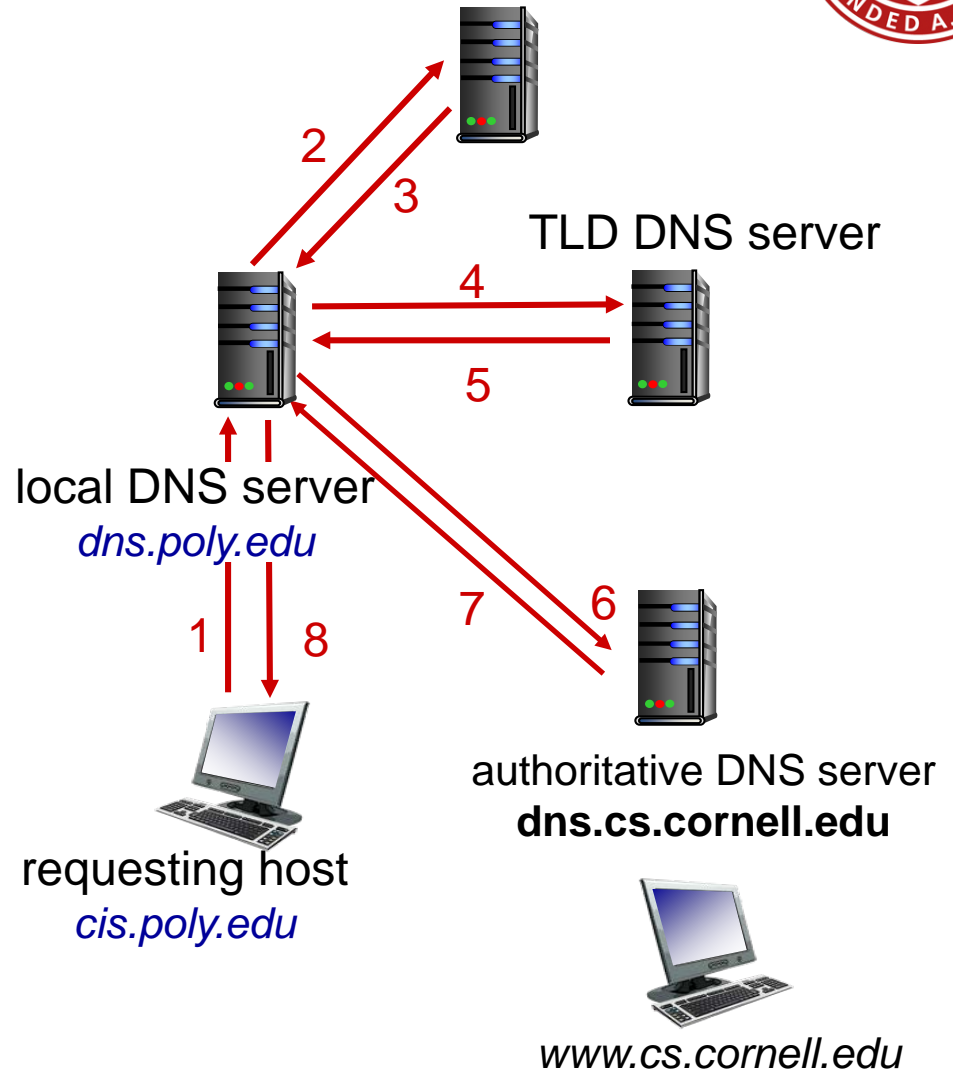 NDED A.
2
3
TLD DNS server
4
5
local DNS server
dns.poly.edu
1
8
7
6
authoritative DNS server
dns.cs.cornell.edu
requesting host
cis.poly.edu
www.cs.cornell.edu